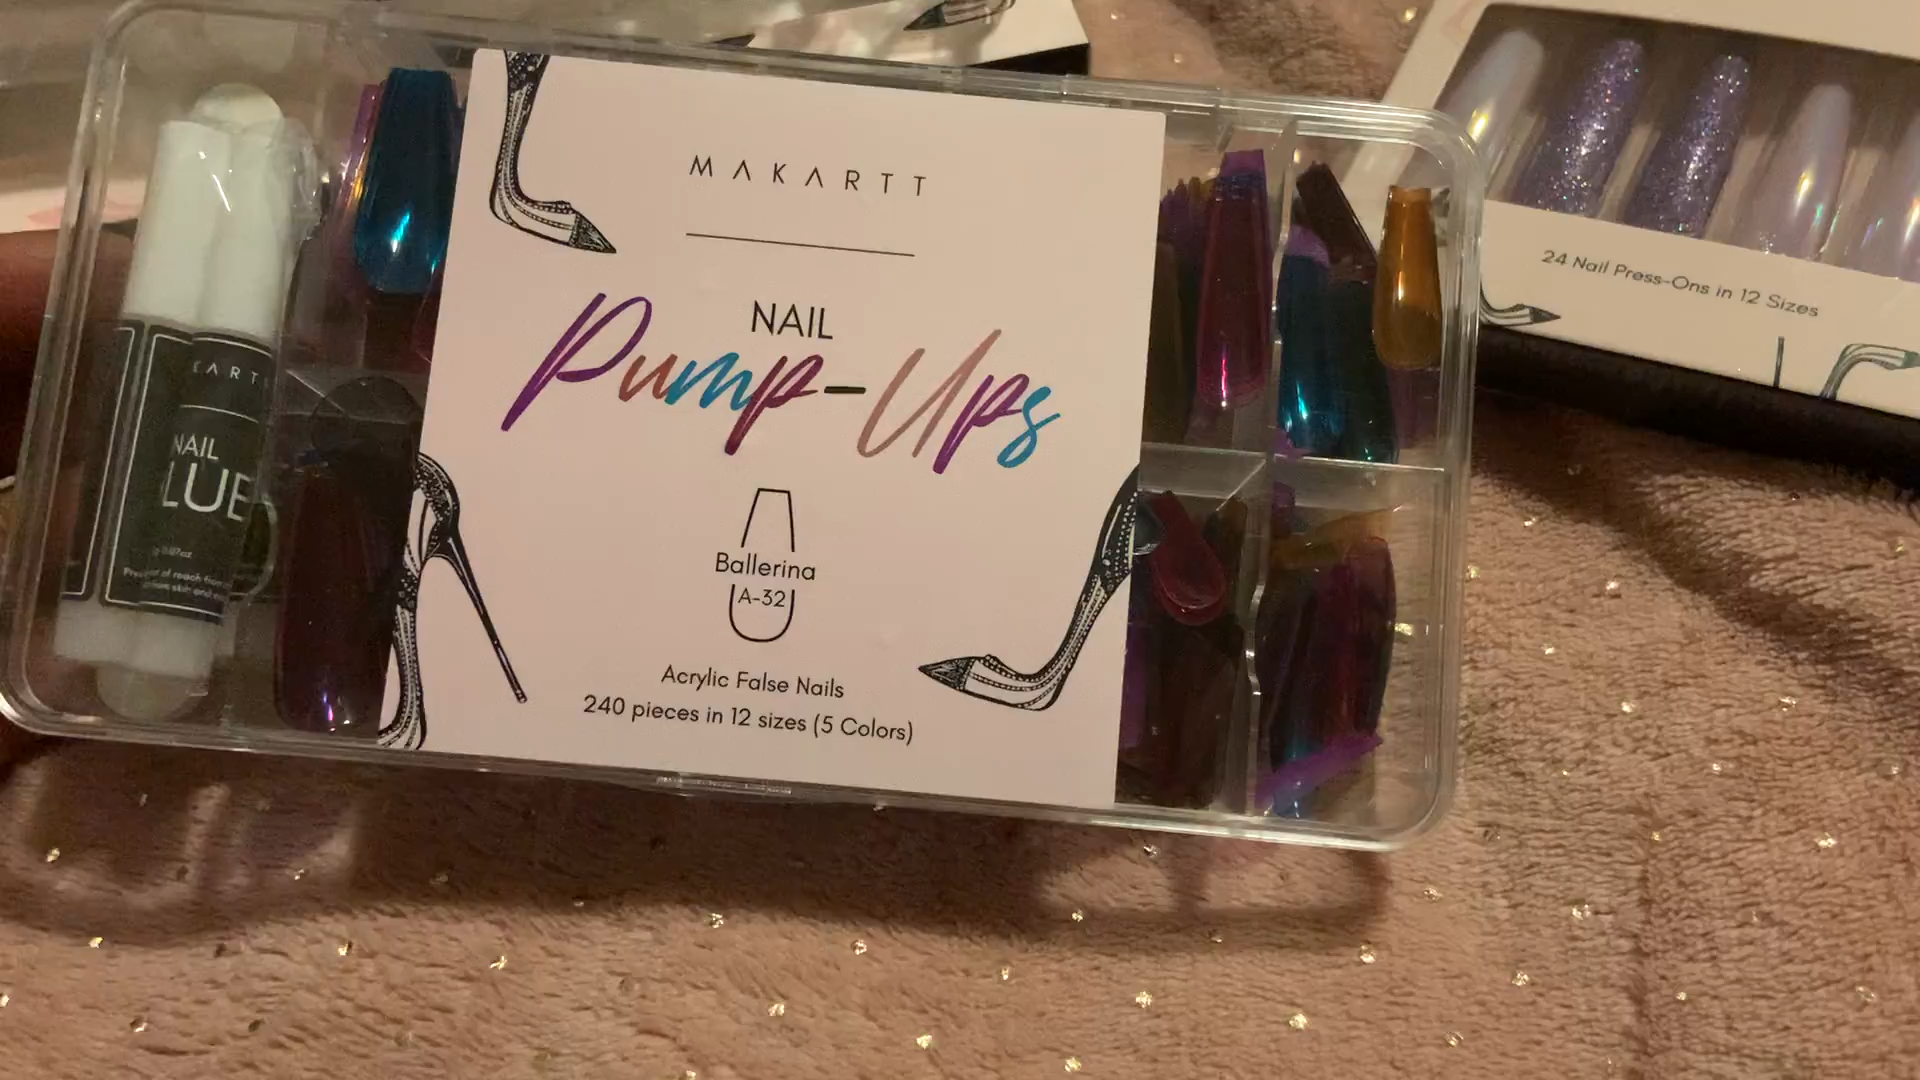 MAKARTT
NAIL
Pump-Ups
Ballerina
A-32
Acrylic False Nails
240 pieces in 12 sizes (5 Colors)
NAIL
24 Nail Press-Ons in 12 Sizes